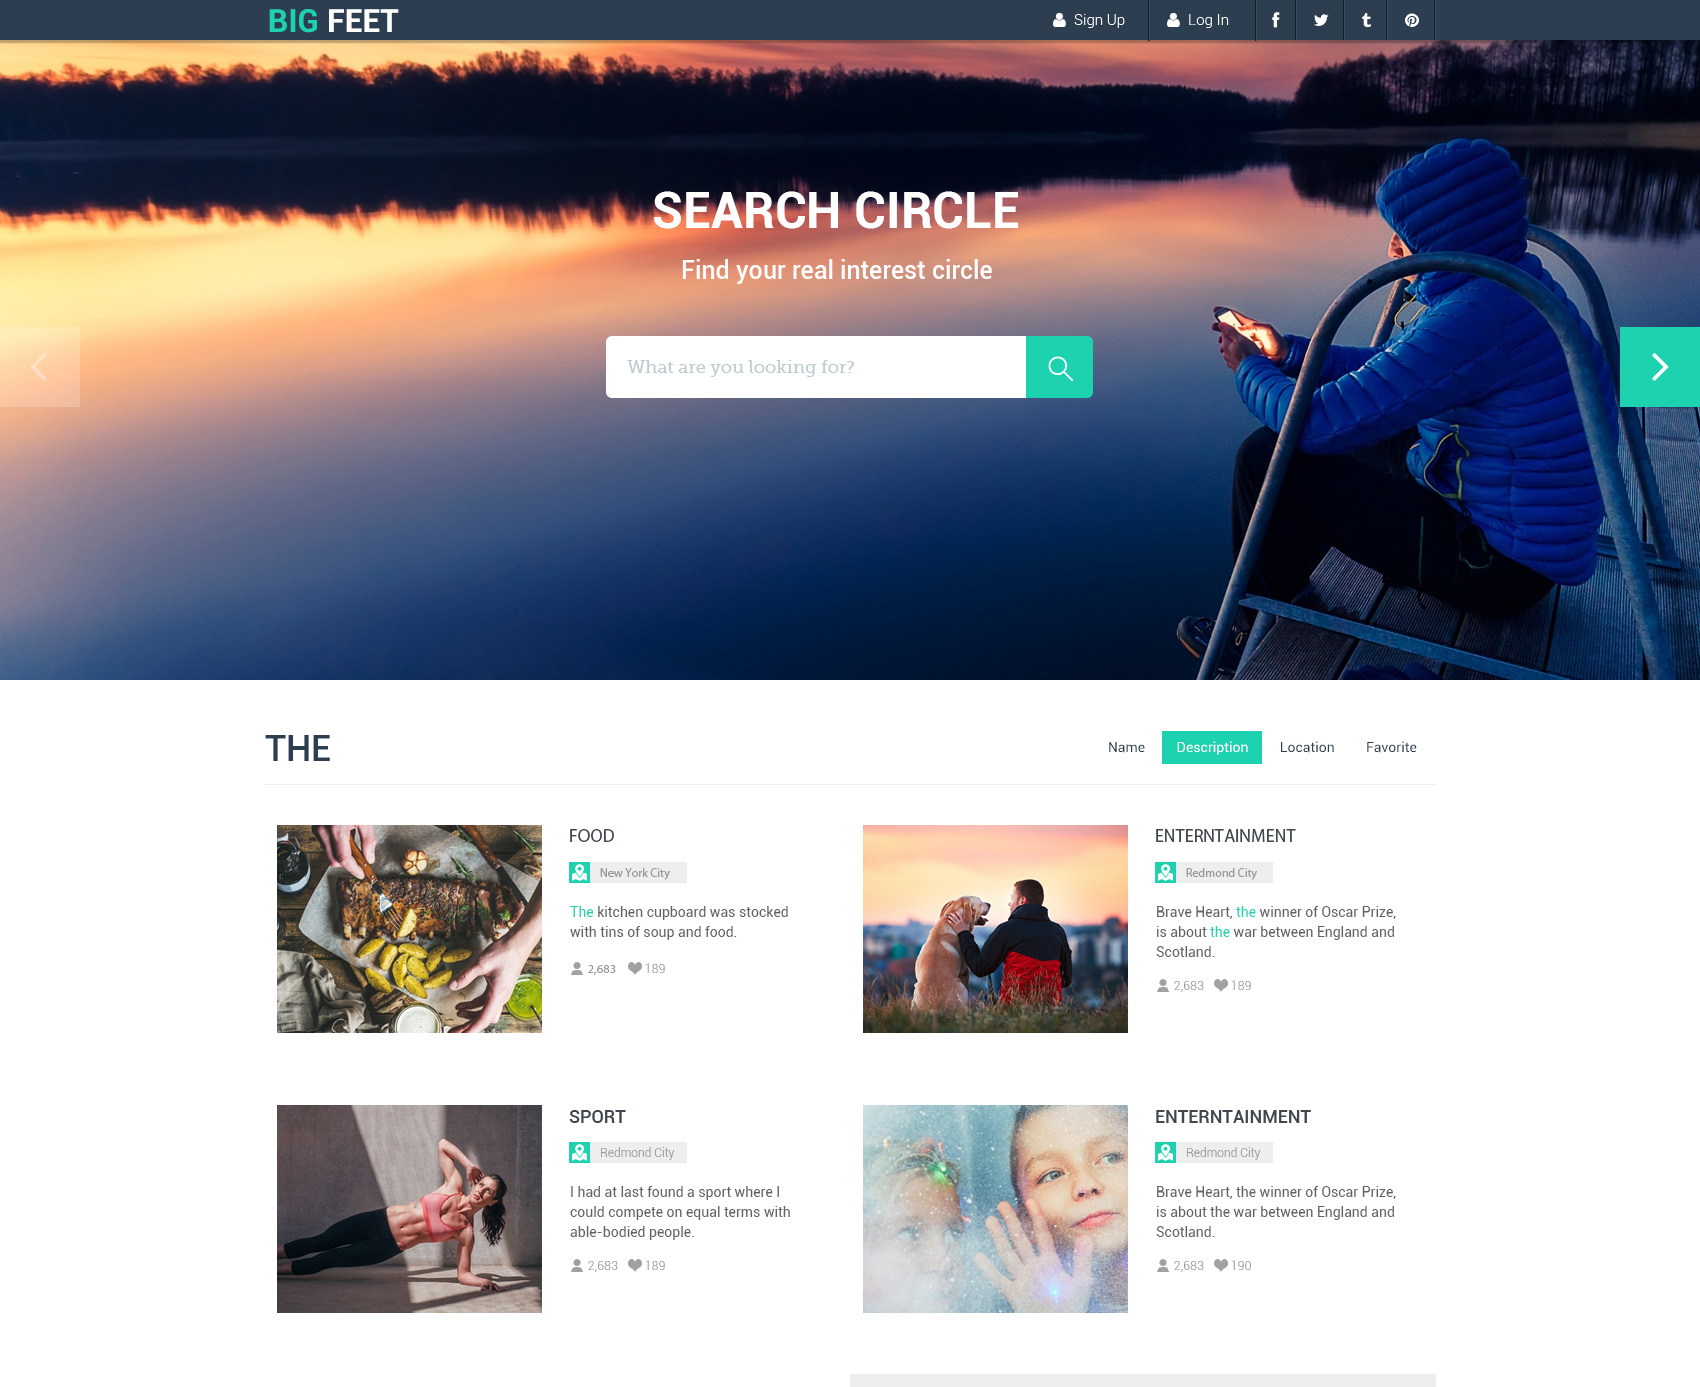 BIG FEET
Sign Up
Log In
SEARCH CIRCLE
Find your real interest circle
What are you looking for?
THE
Name
Description
Location
Favorite
FOOD
New York City
The kitchen cupboard was stocked
with tins of soup and food.
2,683 189
ENTERNTAINMENT
Redmond City
Brave Heart, the winner of Oscar Prize,
is about the war between England and
Scotland.
2,683 189
SPORT
Redmond City
I had at last found a sport where I
could compete on equal terms with
able-bodied people.
2,683 189
ENTERNTAINMENT
Redmond City
Brave Heart, the winner of Oscar Prize,
is about the war between England and
Scotland.
2,683 190